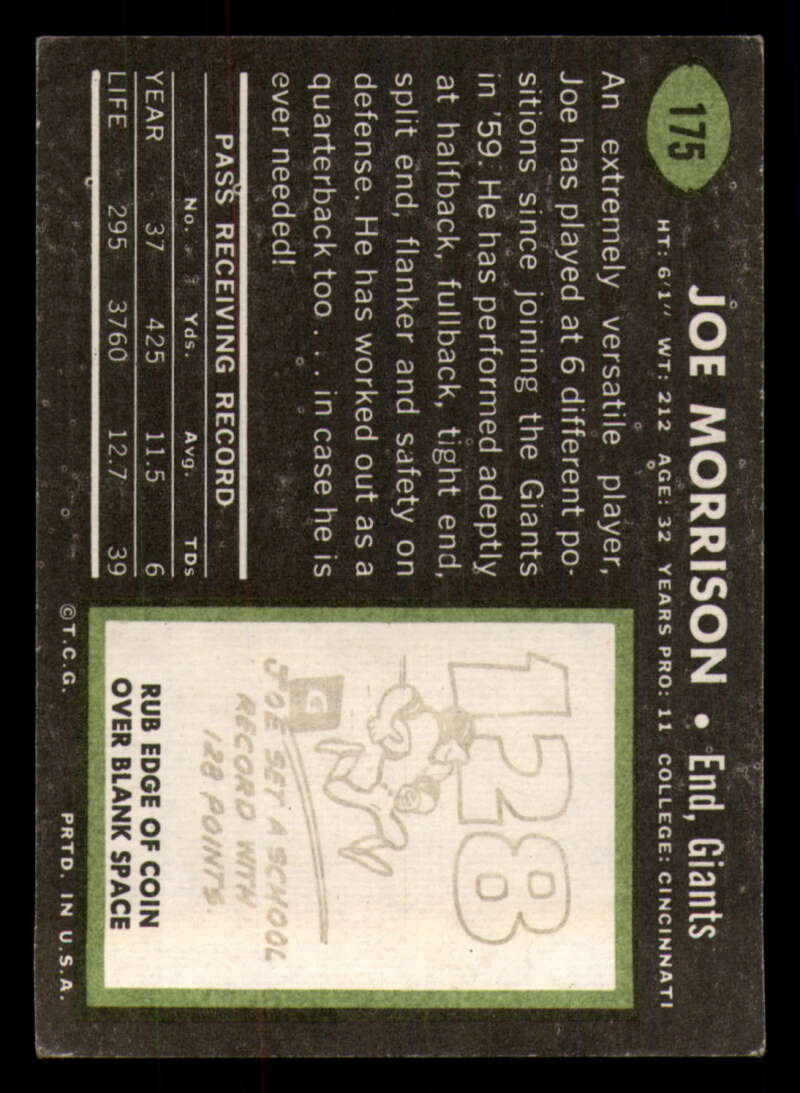 175
JOE MORRISON • End, Giants
HT: 6'1" WT: 212 AGE: 32 YEARS PRO: 11 COLLEGE: CINCINNATI
An extremely versatile player,
Joe has played at 6 different po-
sitions since joining the Giants
in '59. He has performed adeptly
at halfback, fullback, tight end,
split end, flanker and safety on
defense. He has worked out as a
quarterback too . . . in case he is
ever needed!
PASS RECEIVING RECORD
No. Yds. Avg. TDs
YEAR 37 425 11.5 6
LIFE 295 3760 12.7 39
128
G
JOE SET A SCHOOL
RECORD WITH
128 POINTS.
RUB EDGE OF COIN
OVER BLANK SPACE
©T.C.G. PRTD. IN U.S.A.